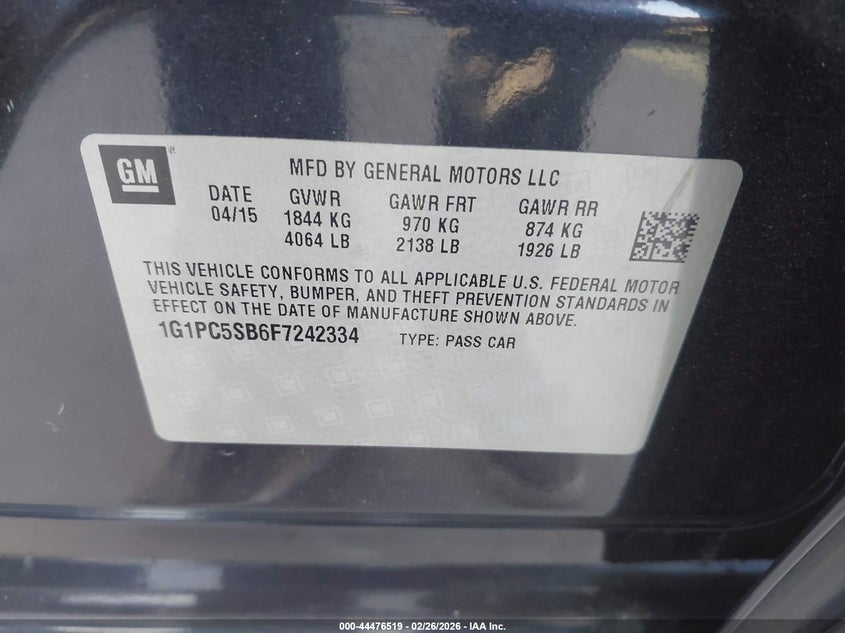 GM
MFD BY GENERAL MOTORS LLC
DATE GVWR GAWR FRT GAWR RR
04/15 1844 KG 970 KG 874 KG
4064 LB 2138 LB 1926 LB
THIS VEHICLE CONFORMS TO ALL APPLICABLE U.S. FEDERAL MOTOR
VEHICLE SAFETY, BUMPER, AND THEFT PREVENTION STANDARDS IN
EFFECT ON THE DATE OF MANUFACTURE SHOWN ABOVE.
1G1PC5SB6F7242334 TYPE: PASS CAR
000-44476519 | 02/26/2026 - IAA Inc.